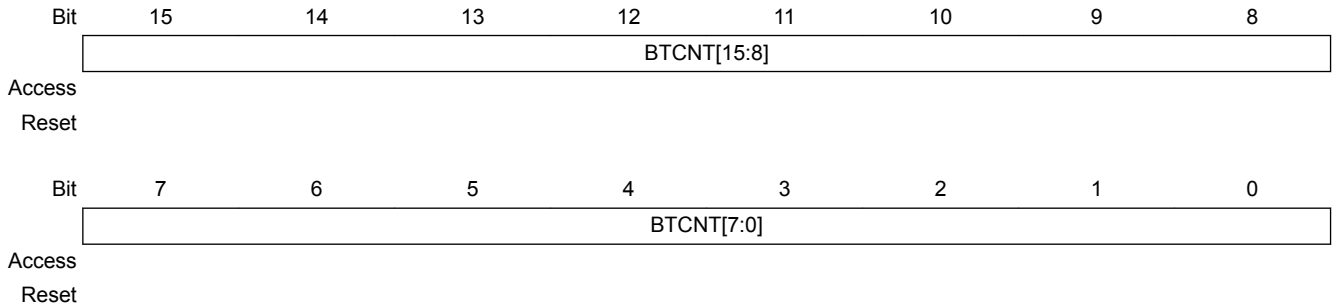 Bit 15 14 13 12 11 10 9 8
BTCNT[15:8]
Access
Reset
Bit 7 6 5 4 3 2 1 0
BTCNT[7:0]
Access
Reset